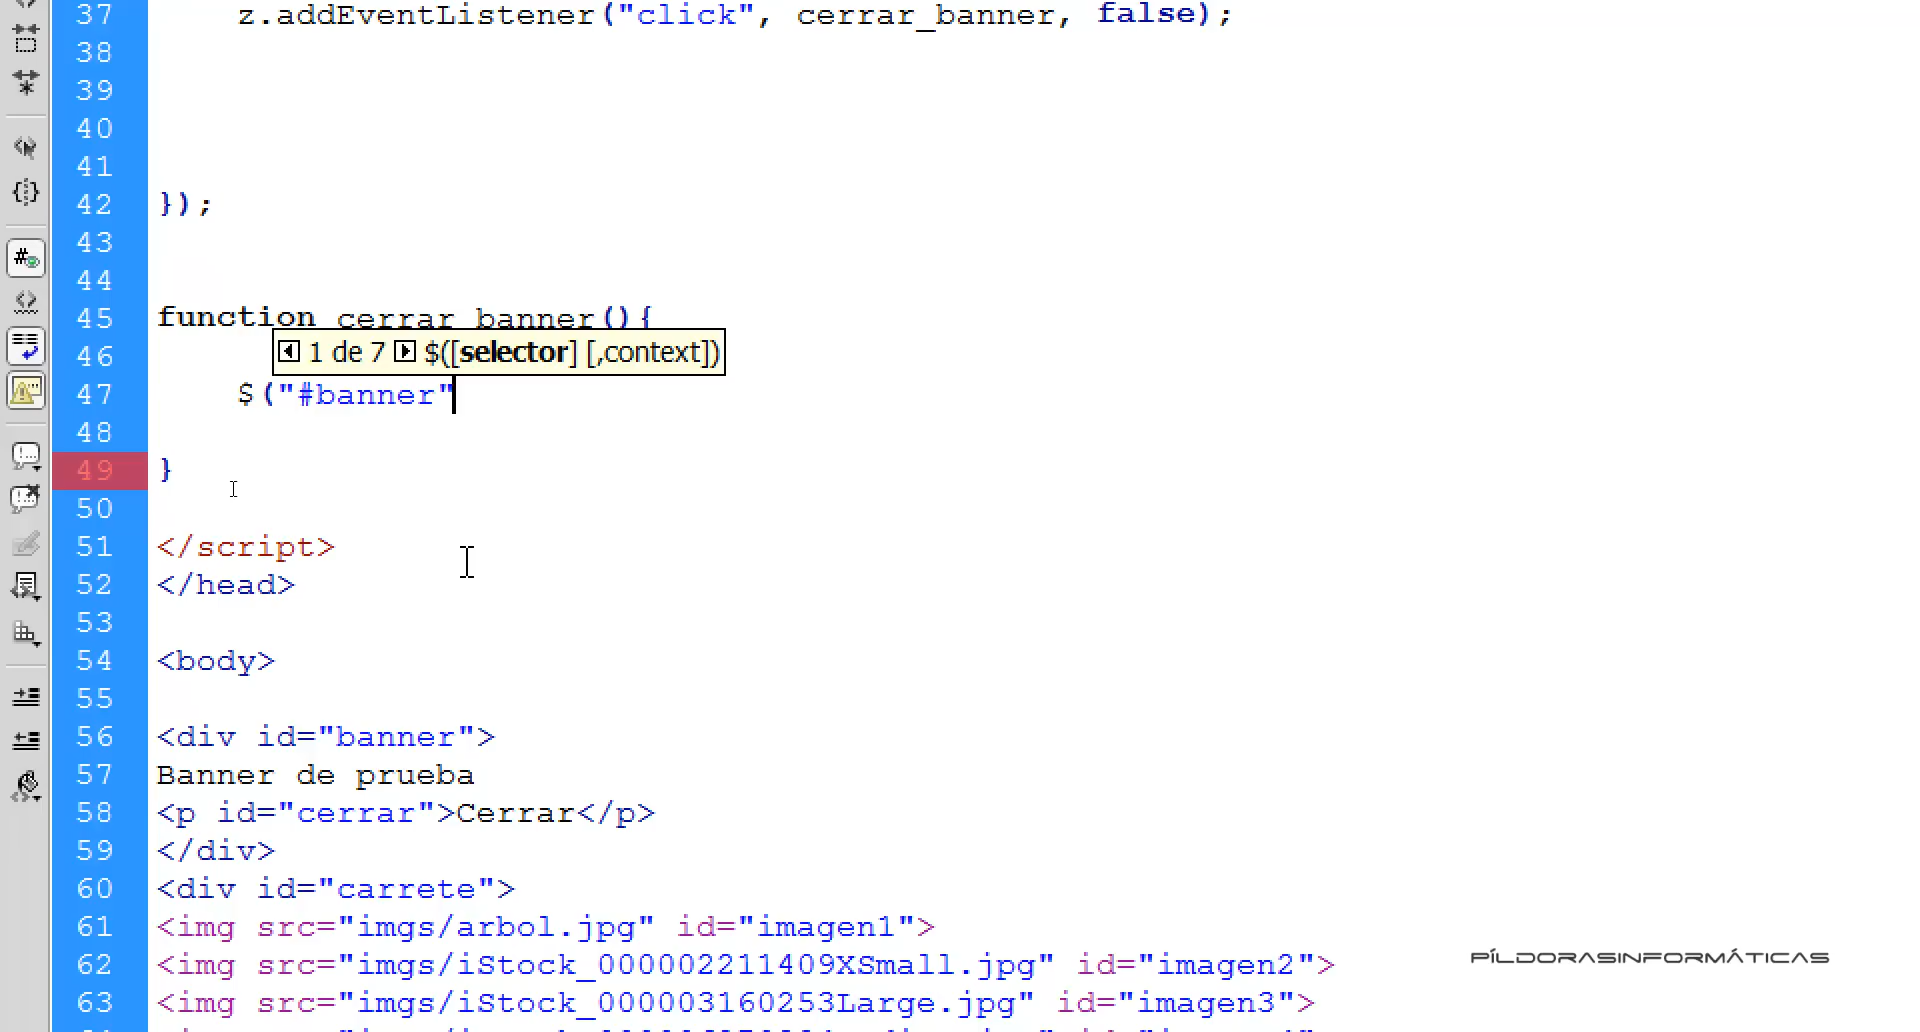 37 z.addEventListener("click", cerrar_banner, false);
38
39
40
41
42 });
43
44
45 function cerrar_banner(){
1 de 7 $([selector] [,context])
46
47 $("#banner"
48
49 }
50
51 </script>
52 </head>
53
54 <body>
55
56 <div id="banner">
57 Banner de prueba
58 <p id="cerrar">Cerrar</p>
59 </div>
60 <div id="carrete">
61 <img src="imgs/arbol.jpg" id="imagen1">
62 <img src="imgs/iStock_000002211409XSmall.jpg" id="imagen2">
63 <img src="imgs/iStock_000003160253Large.jpg" id="imagen3">
PÍLDORASINFORMÁTICAS